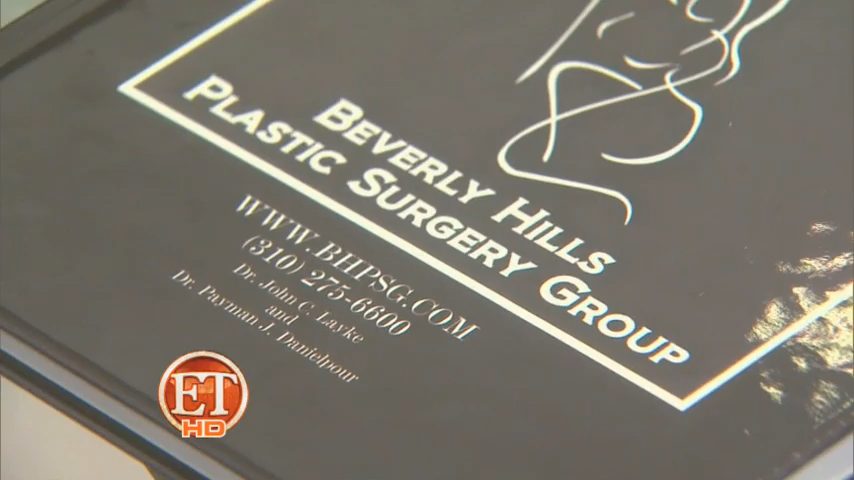 BEVERLY HILLS
PLASTIC SURGERY GROUP
WWW.BHPSG.COM
(310) 275-6600
Dr. John C. Layke
and
Dr. Payman J. Danielpour
ET
HD